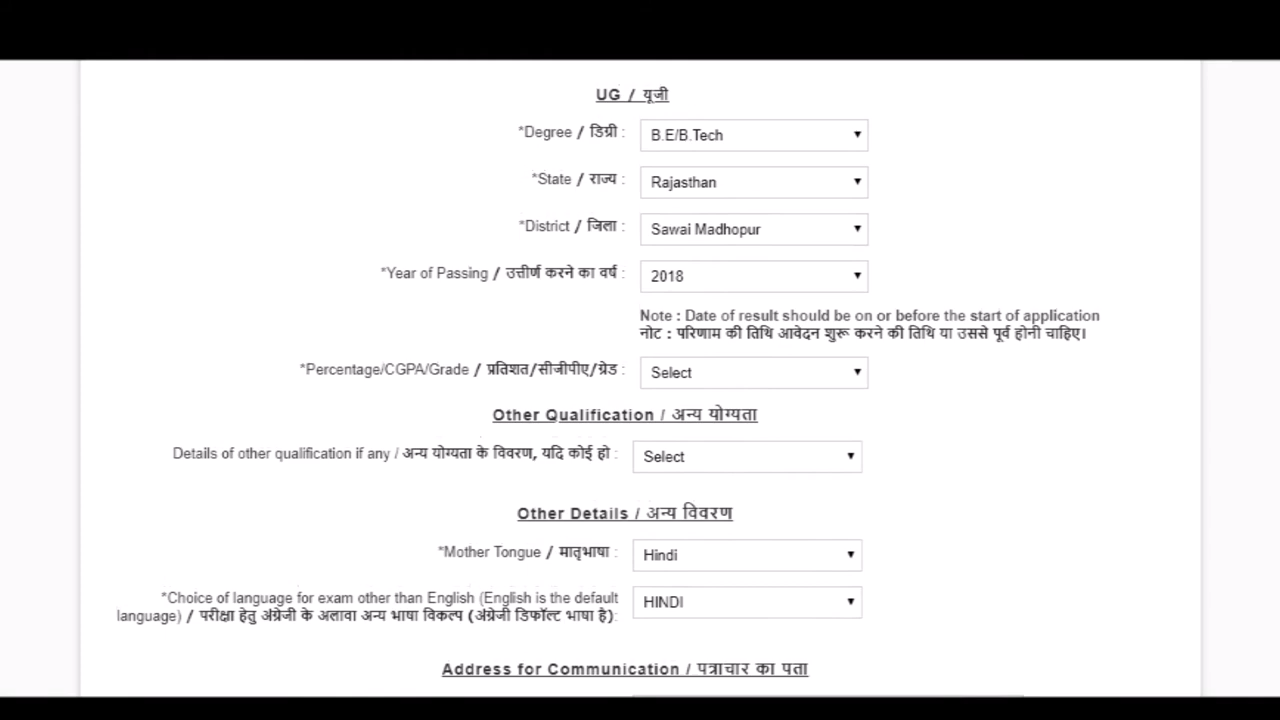 UG / यूजी
*Degree / डिग्री : B.E/B.Tech
*State / राज्य : Rajasthan
*District / जिला : Sawai Madhopur
*Year of Passing / उत्तीर्ण करने का वर्ष : 2018
Note : Date of result should be on or before the start of application
नोट : परिणाम की तिथि आवेदन शुरू करने की तिथि या उससे पूर्व होनी चाहिए।
*Percentage/CGPA/Grade / प्रतिशत/सीजीपीए/ग्रेड : Select
Other Qualification / अन्य योग्यता
Details of other qualification if any / अन्य योग्यता के विवरण, यदि कोई हो : Select
Other Details / अन्य विवरण
*Mother Tongue / मातृभाषा : Hindi
*Choice of language for exam other than English (English is the default
language) / परीक्षा हेतु अंग्रेजी के अलावा अन्य भाषा विकल्प (अंग्रेजी डिफॉल्ट भाषा है): HINDI
Address for Communication / पत्राचार का पता